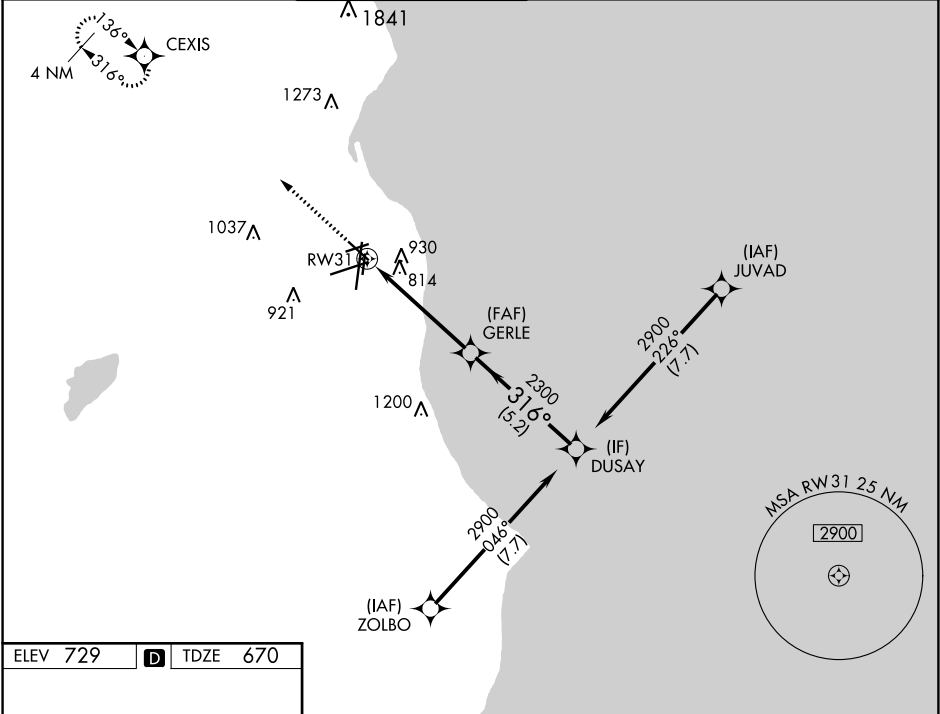 1841
136°
CEXIS
316°
4 NM
1273
1037
RW31
930
814
921
(IAF)
JUVAD
(FAF)
GERLE
2900
226°
(7.7)
2300
316°
(5.2)
1200
(IF)
DUSAY
2900
046°
(7.7)
MSA RW31 25 NM
2900
(IAF)
ZOLBO
ELEV 729 D TDZE 670